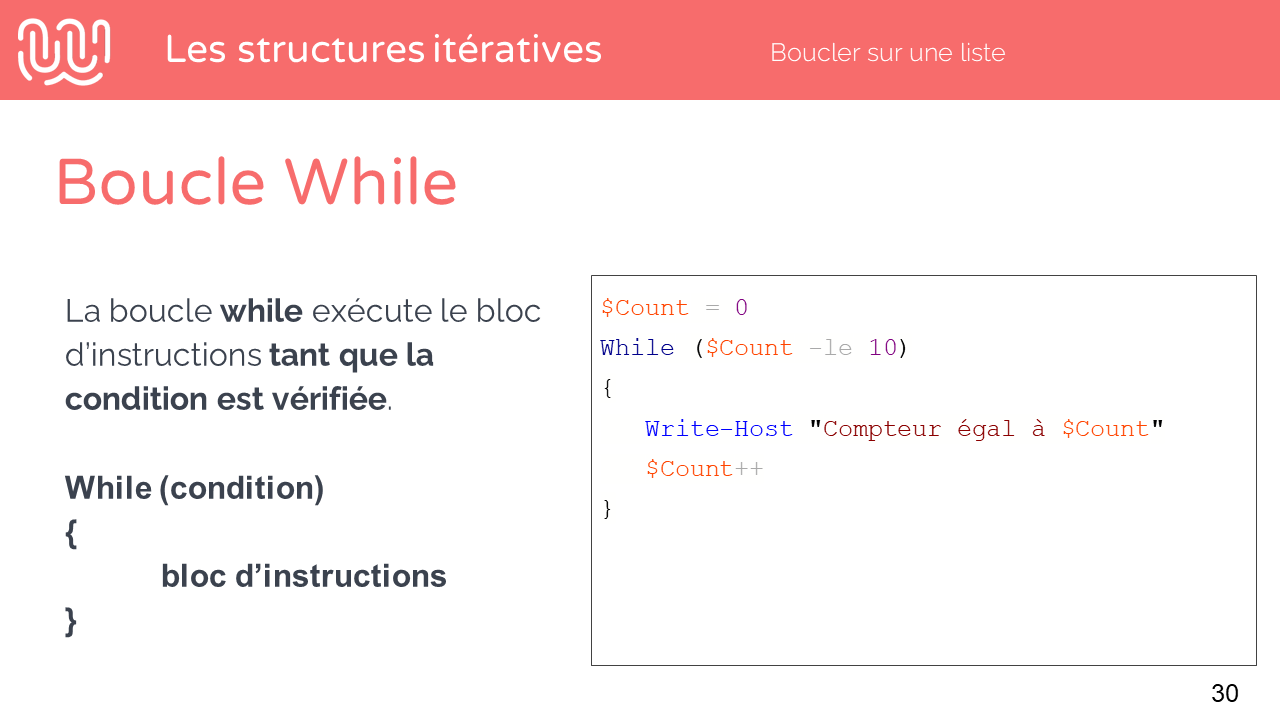 Les structures itératives
Boucler sur une liste
Boucle While
La boucle while exécute le bloc
d’instructions tant que la
condition est vérifiée.
While (condition)
{
bloc d’instructions
}
$Count = 0
While ($Count -le 10)
{
Write-Host "Compteur égal à $Count"
$Count++
}
30